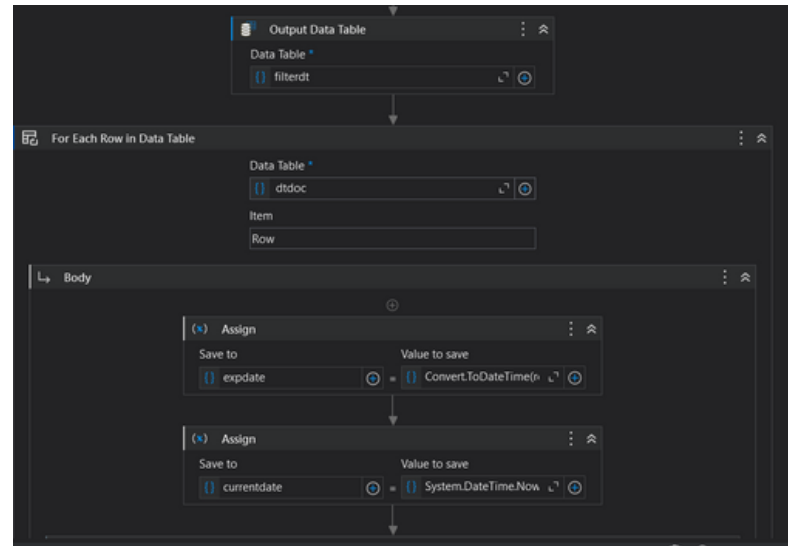 Output Data Table
Data Table *
{} filterdt
For Each Row in Data Table
Data Table *
{} dtdoc
Item
Row
Body
(x) Assign
Save to Value to save
{} expdate = {} Convert.ToDateTime(r
(x) Assign
Save to Value to save
{} currentdate = {} System.DateTime.Now